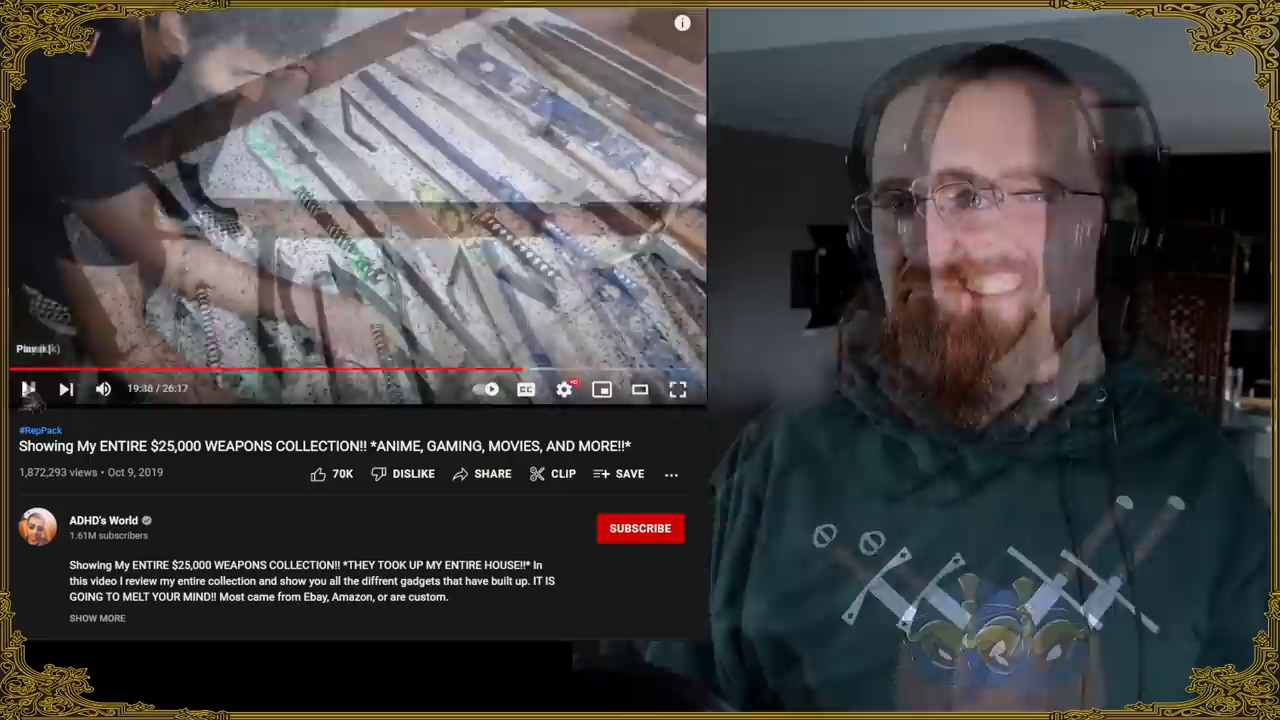 19:38 / 26:17
CC
HD
#RepPack
Showing My ENTIRE $25,000 WEAPONS COLLECTION!! *ANIME, GAMING, MOVIES, AND MORE!!*
1,872,293 views • Oct 9, 2019
70K
DISLIKE
SHARE
CLIP
SAVE
ADHD's World
1.61M subscribers
SUBSCRIBE
Showing My ENTIRE $25,000 WEAPONS COLLECTION!! *THEY TOOK UP MY ENTIRE HOUSE!!* In
this video I review my entire collection and show you all the diffrent gadgets that have built up. IT IS
GOING TO MELT YOUR MIND!! Most came from Ebay, Amazon, or are custom.
SHOW MORE